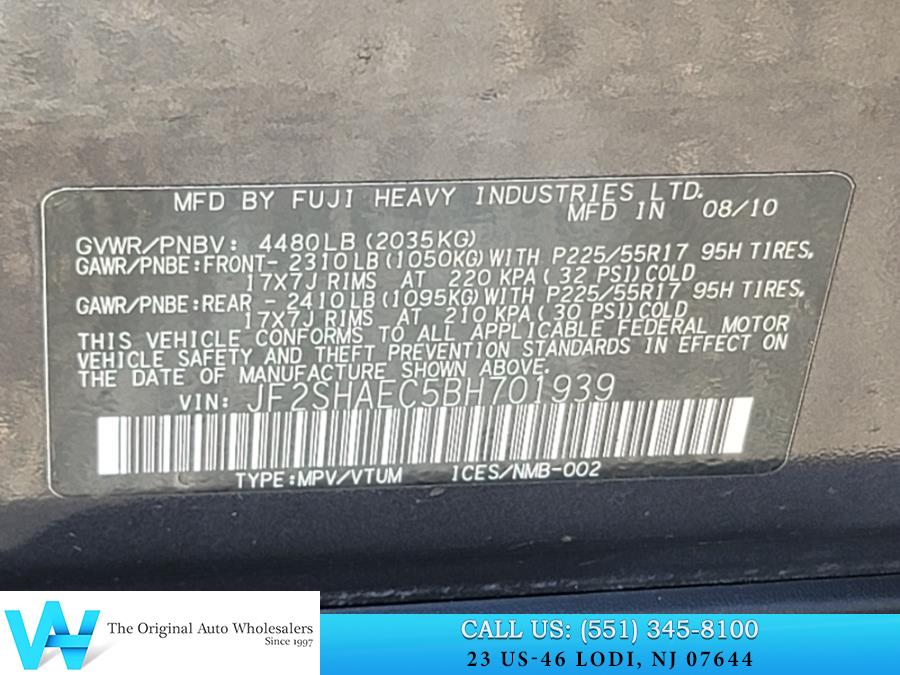 MFD BY FUJI HEAVY INDUSTRIES LTD.
MFD IN 08/10
GVWR/PNBV: 4480LB (2035KG)
GAWR/PNBE:FRONT- 2310LB (1050KG) WITH P225/55R17 95H TIRES,
17X7J RIMS AT 220 KPA ( 32 PSI) COLD
GAWR/PNBE:REAR - 2410LB (1095KG) WITH P225/55R17 95H TIRES,
17X7J RIMS AT 210 KPA ( 30 PSI) COLD
THIS VEHICLE CONFORMS TO ALL APPLICABLE FEDERAL MOTOR
VEHICLE SAFETY AND THEFT PREVENTION STANDARDS IN EFFECT ON
THE DATE OF MANUFACTURE SHOWN ABOVE.
VIN: JF2SHAEC5BH701939
TYPE:MPV/VTUM ICES/NMB-002
The Original Auto Wholesalers
Since 1997
CALL US: (551) 345-8100
23 US-46 LODI, NJ 07644